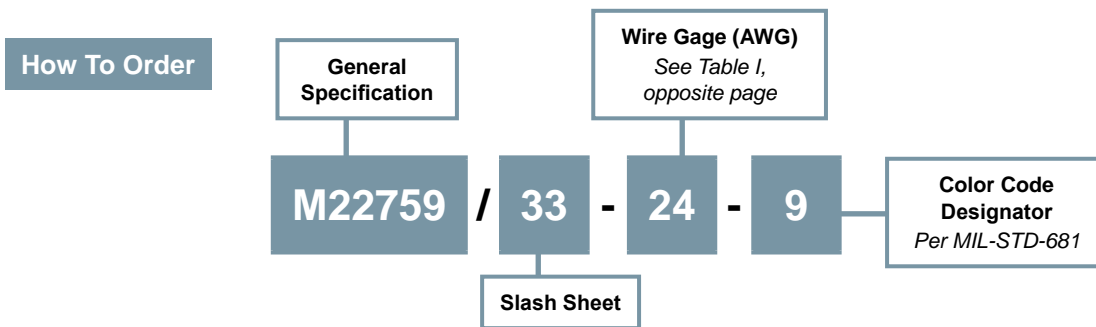 How To Order
General
Specification
Wire Gage (AWG)
See Table I,
opposite page
M22759 / 33 - 24 - 9
Color Code
Designator
Per MIL-STD-681
Slash Sheet